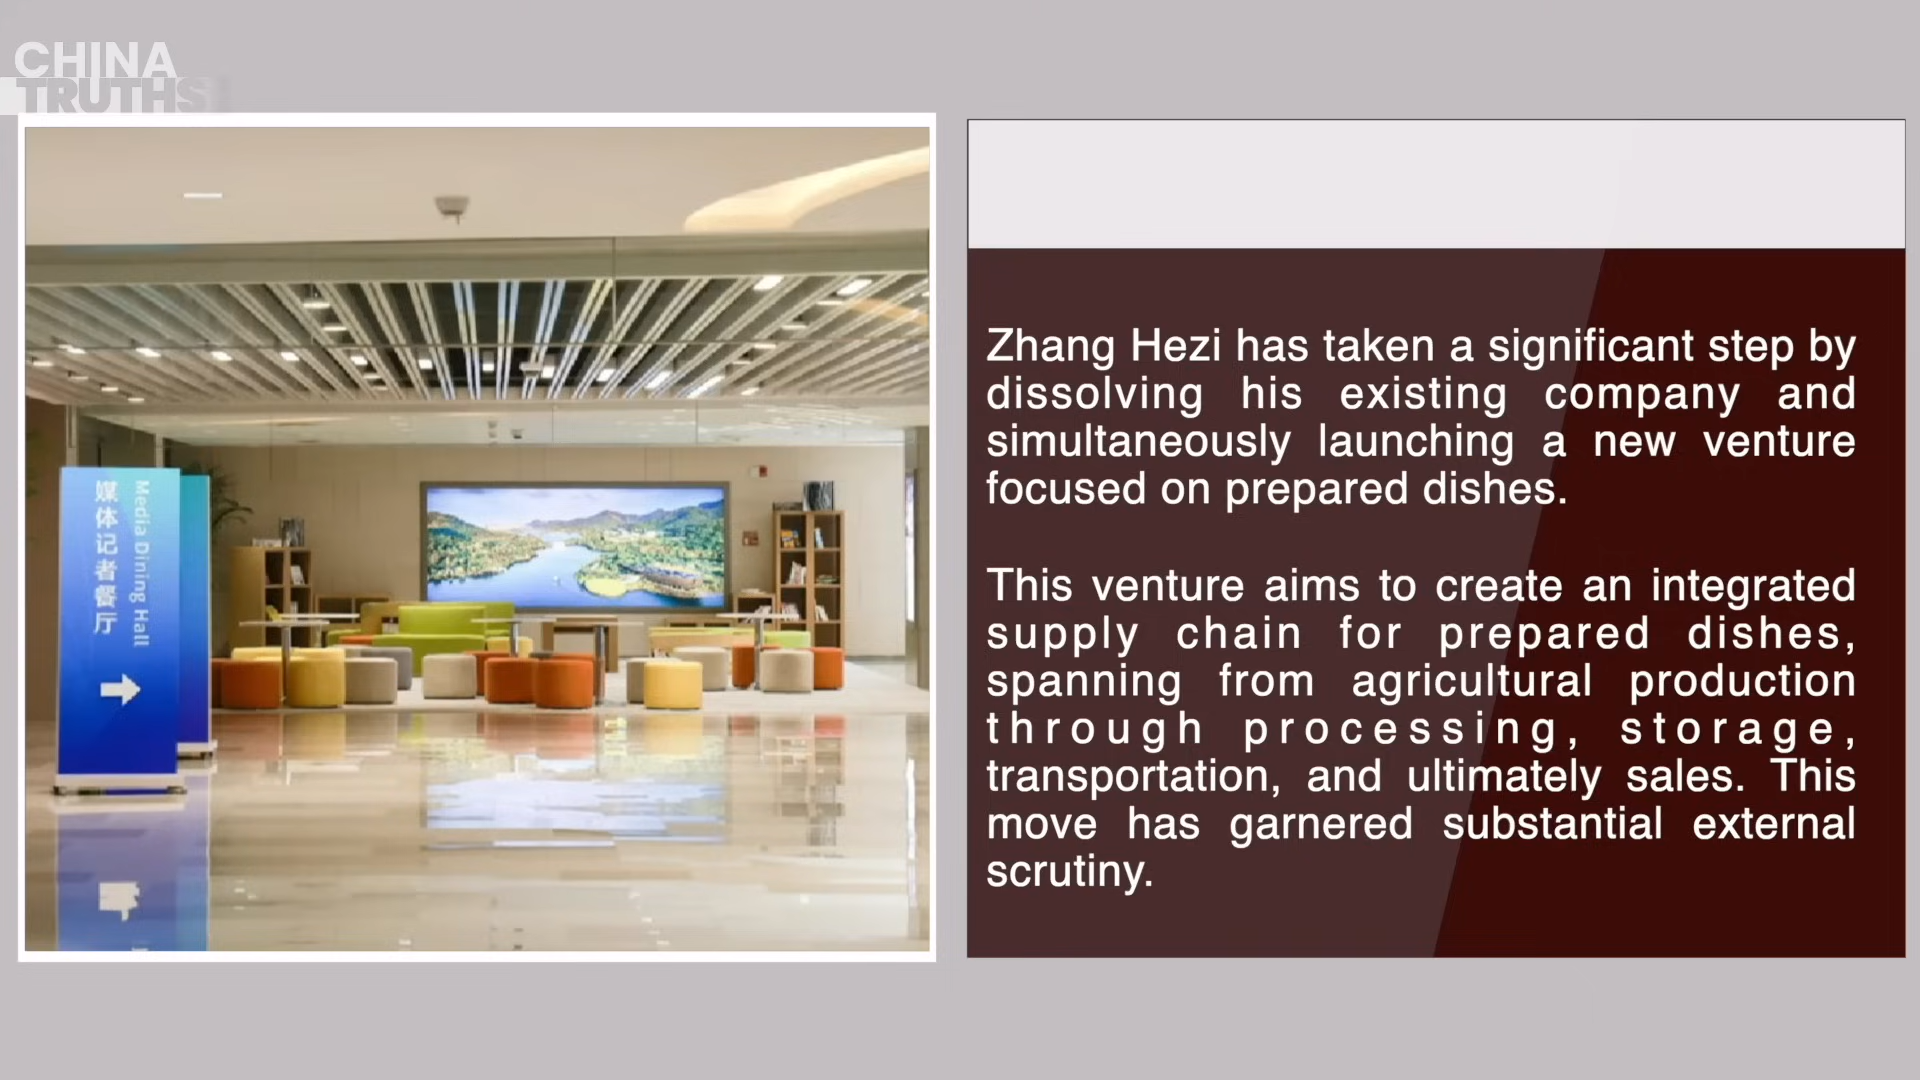 CHINA
TRUTHS
媒体记者餐厅
Media Dining Hall
Zhang Hezi has taken a significant step by
dissolving his existing company and
simultaneously launching a new venture
focused on prepared dishes.
This venture aims to create an integrated
supply chain for prepared dishes,
spanning from agricultural production
through processing, storage,
transportation, and ultimately sales. This
move has garnered substantial external
scrutiny.